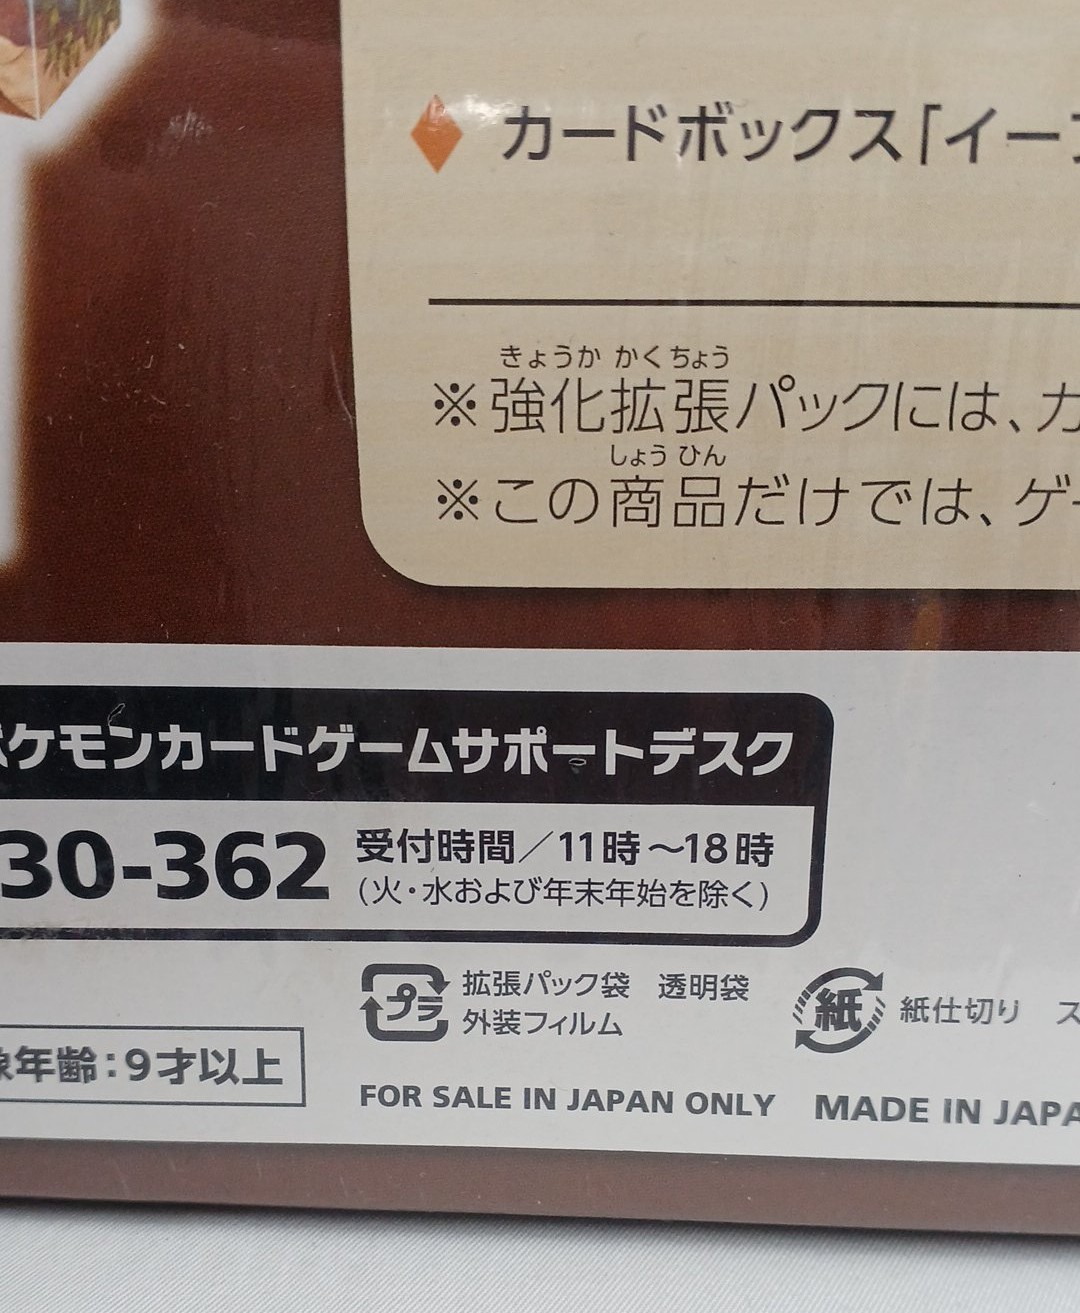 ♦ カードボックス「イー
きょうか かくちょう
※強化拡張パックには、カ
しょう ひん
※この商品だけでは、ゲー
ポケモンカードゲームサポートデスク
30-362
受付時間／11時～18時
(火・水および年末年始を除く)
プラ 拡張パック袋 透明袋
外装フィルム
紙 紙仕切り ス
象年齢：9才以上
FOR SALE IN JAPAN ONLY MADE IN JAPA